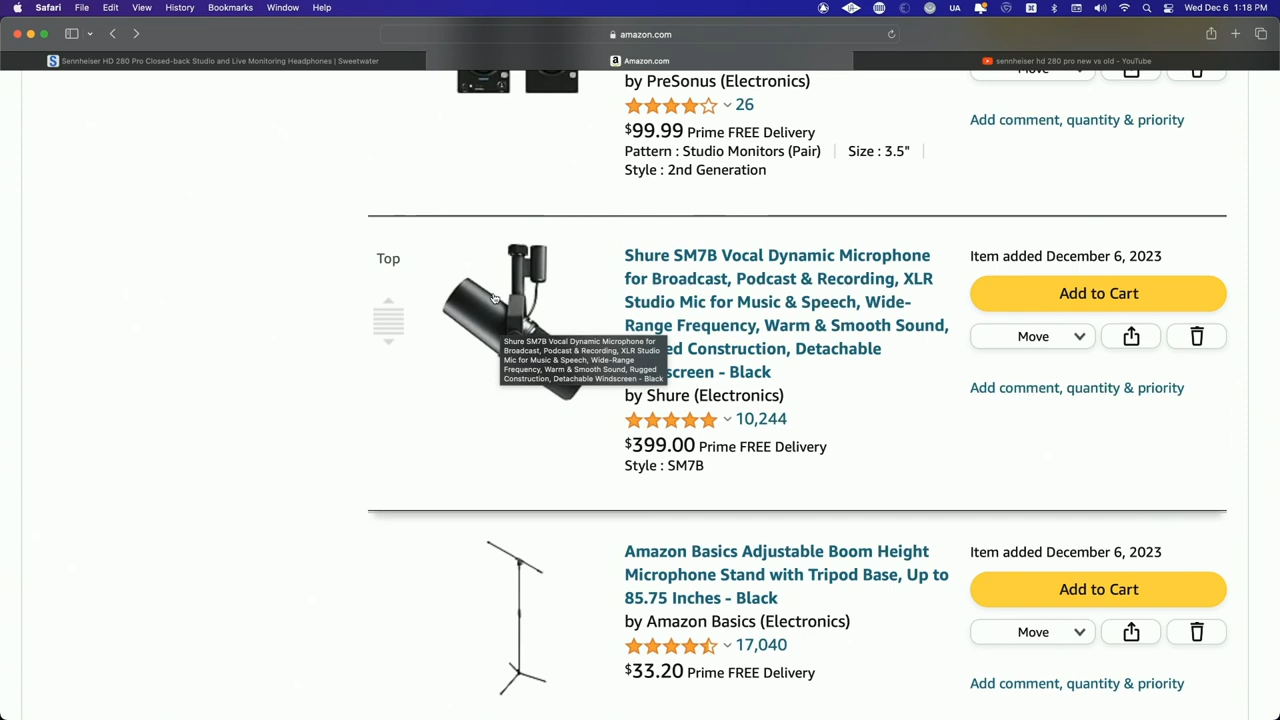 Safari File Edit View History Bookmarks Window Help
UA
Wed Dec 6 1:18 PM
amazon.com
Sennheiser HD 280 Pro Closed-back Studio and Live Monitoring Headphones | Sweetwater
Amazon.com
sennheiser hd 280 pro new vs old - YouTube
Move
by PreSonus (Electronics)
26
$99.99 Prime FREE Delivery
Pattern : Studio Monitors (Pair) Size : 3.5"
Style : 2nd Generation
Add comment, quantity & priority
Top
Shure SM7B Vocal Dynamic Microphone
for Broadcast, Podcast & Recording, XLR
Studio Mic for Music & Speech, Wide-
Range Frequency, Warm & Smooth Sound,
ed Construction, Detachable
screen - Black
by Shure (Electronics)
10,244
$399.00 Prime FREE Delivery
Style : SM7B
Shure SM7B Vocal Dynamic Microphone for
Broadcast, Podcast & Recording, XLR Studio
Mic for Music & Speech, Wide-Range
Frequency, Warm & Smooth Sound, Rugged
Construction, Detachable Windscreen - Black
Item added December 6, 2023
Add to Cart
Move
Add comment, quantity & priority
Amazon Basics Adjustable Boom Height
Microphone Stand with Tripod Base, Up to
85.75 Inches - Black
by Amazon Basics (Electronics)
17,040
$33.20 Prime FREE Delivery
Item added December 6, 2023
Add to Cart
Move
Add comment, quantity & priority